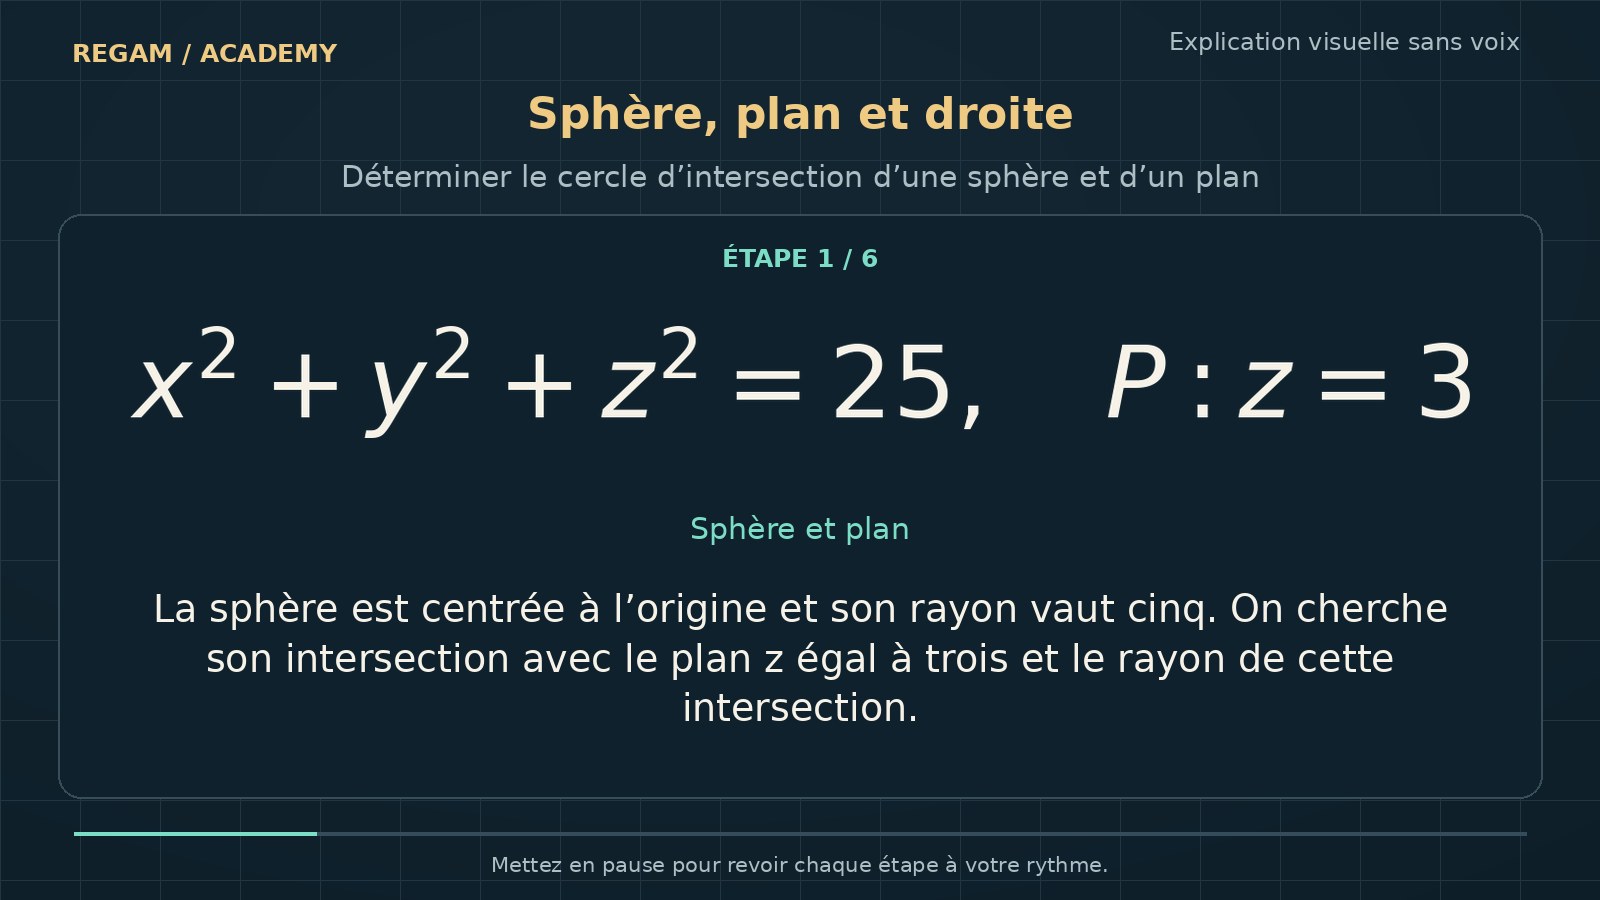 REGAM / ACADEMY
Explication visuelle sans voix
Sphère, plan et droite
Déterminer le cercle d’intersection d’une sphère et d’un plan
ÉTAPE 1 / 6
x² + y² + z² = 25, P : z = 3
Sphère et plan
La sphère est centrée à l’origine et son rayon vaut cinq. On cherche
son intersection avec le plan z égal à trois et le rayon de cette
intersection.
Mettez en pause pour revoir chaque étape à votre rythme.